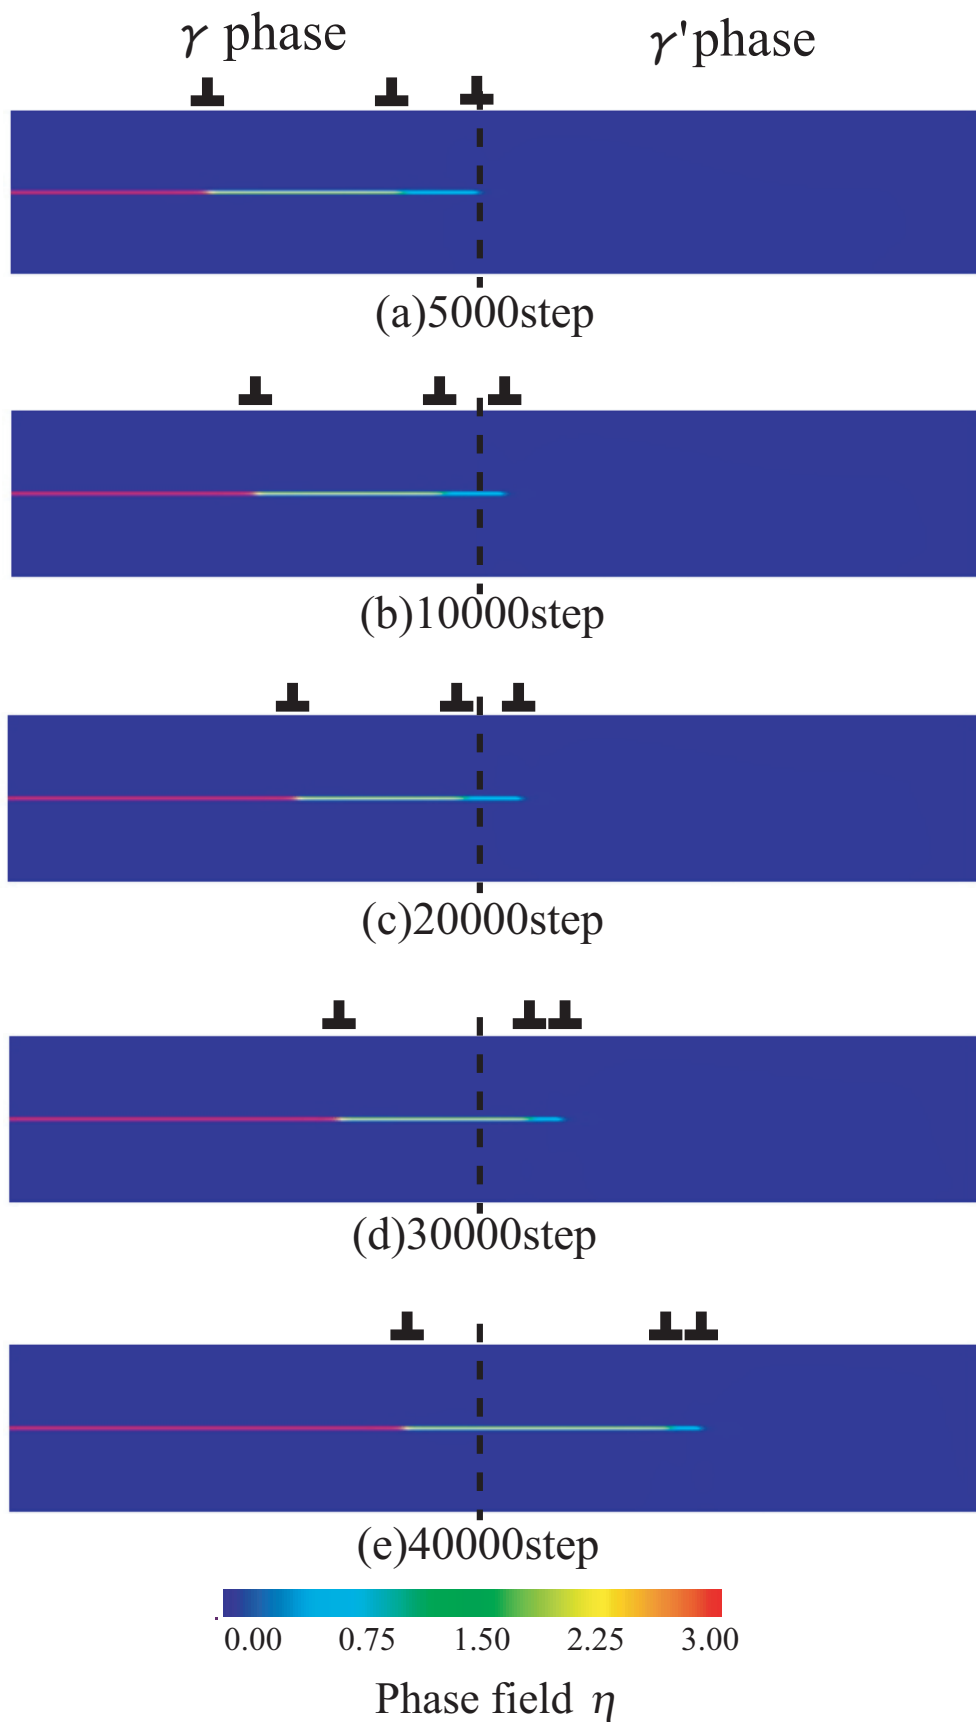 γ phase
γ'phase
(a)5000step
(b)10000step
(c)20000step
(d)30000step
(e)40000step
0.00 0.75 1.50 2.25 3.00
Phase field η